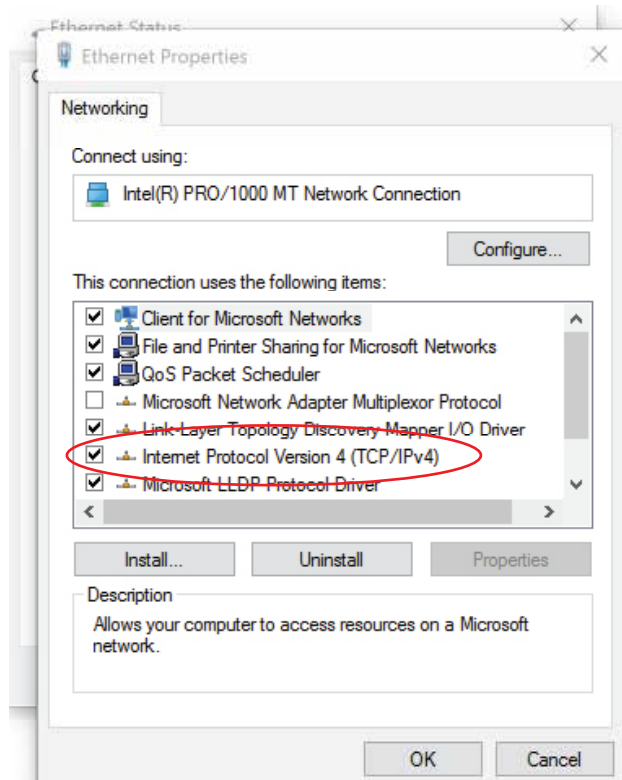 Ethernet Status
Ethernet Properties
Networking
Connect using:
Intel(R) PRO/1000 MT Network Connection
Configure...
This connection uses the following items:
Client for Microsoft Networks
File and Printer Sharing for Microsoft Networks
QoS Packet Scheduler
Microsoft Network Adapter Multiplexor Protocol
Link-Layer Topology Discovery Mapper I/O Driver
Internet Protocol Version 4 (TCP/IPv4)
Microsoft LLDP Protocol Driver
Install... Uninstall Properties
Description
Allows your computer to access resources on a Microsoft
network.
OK Cancel